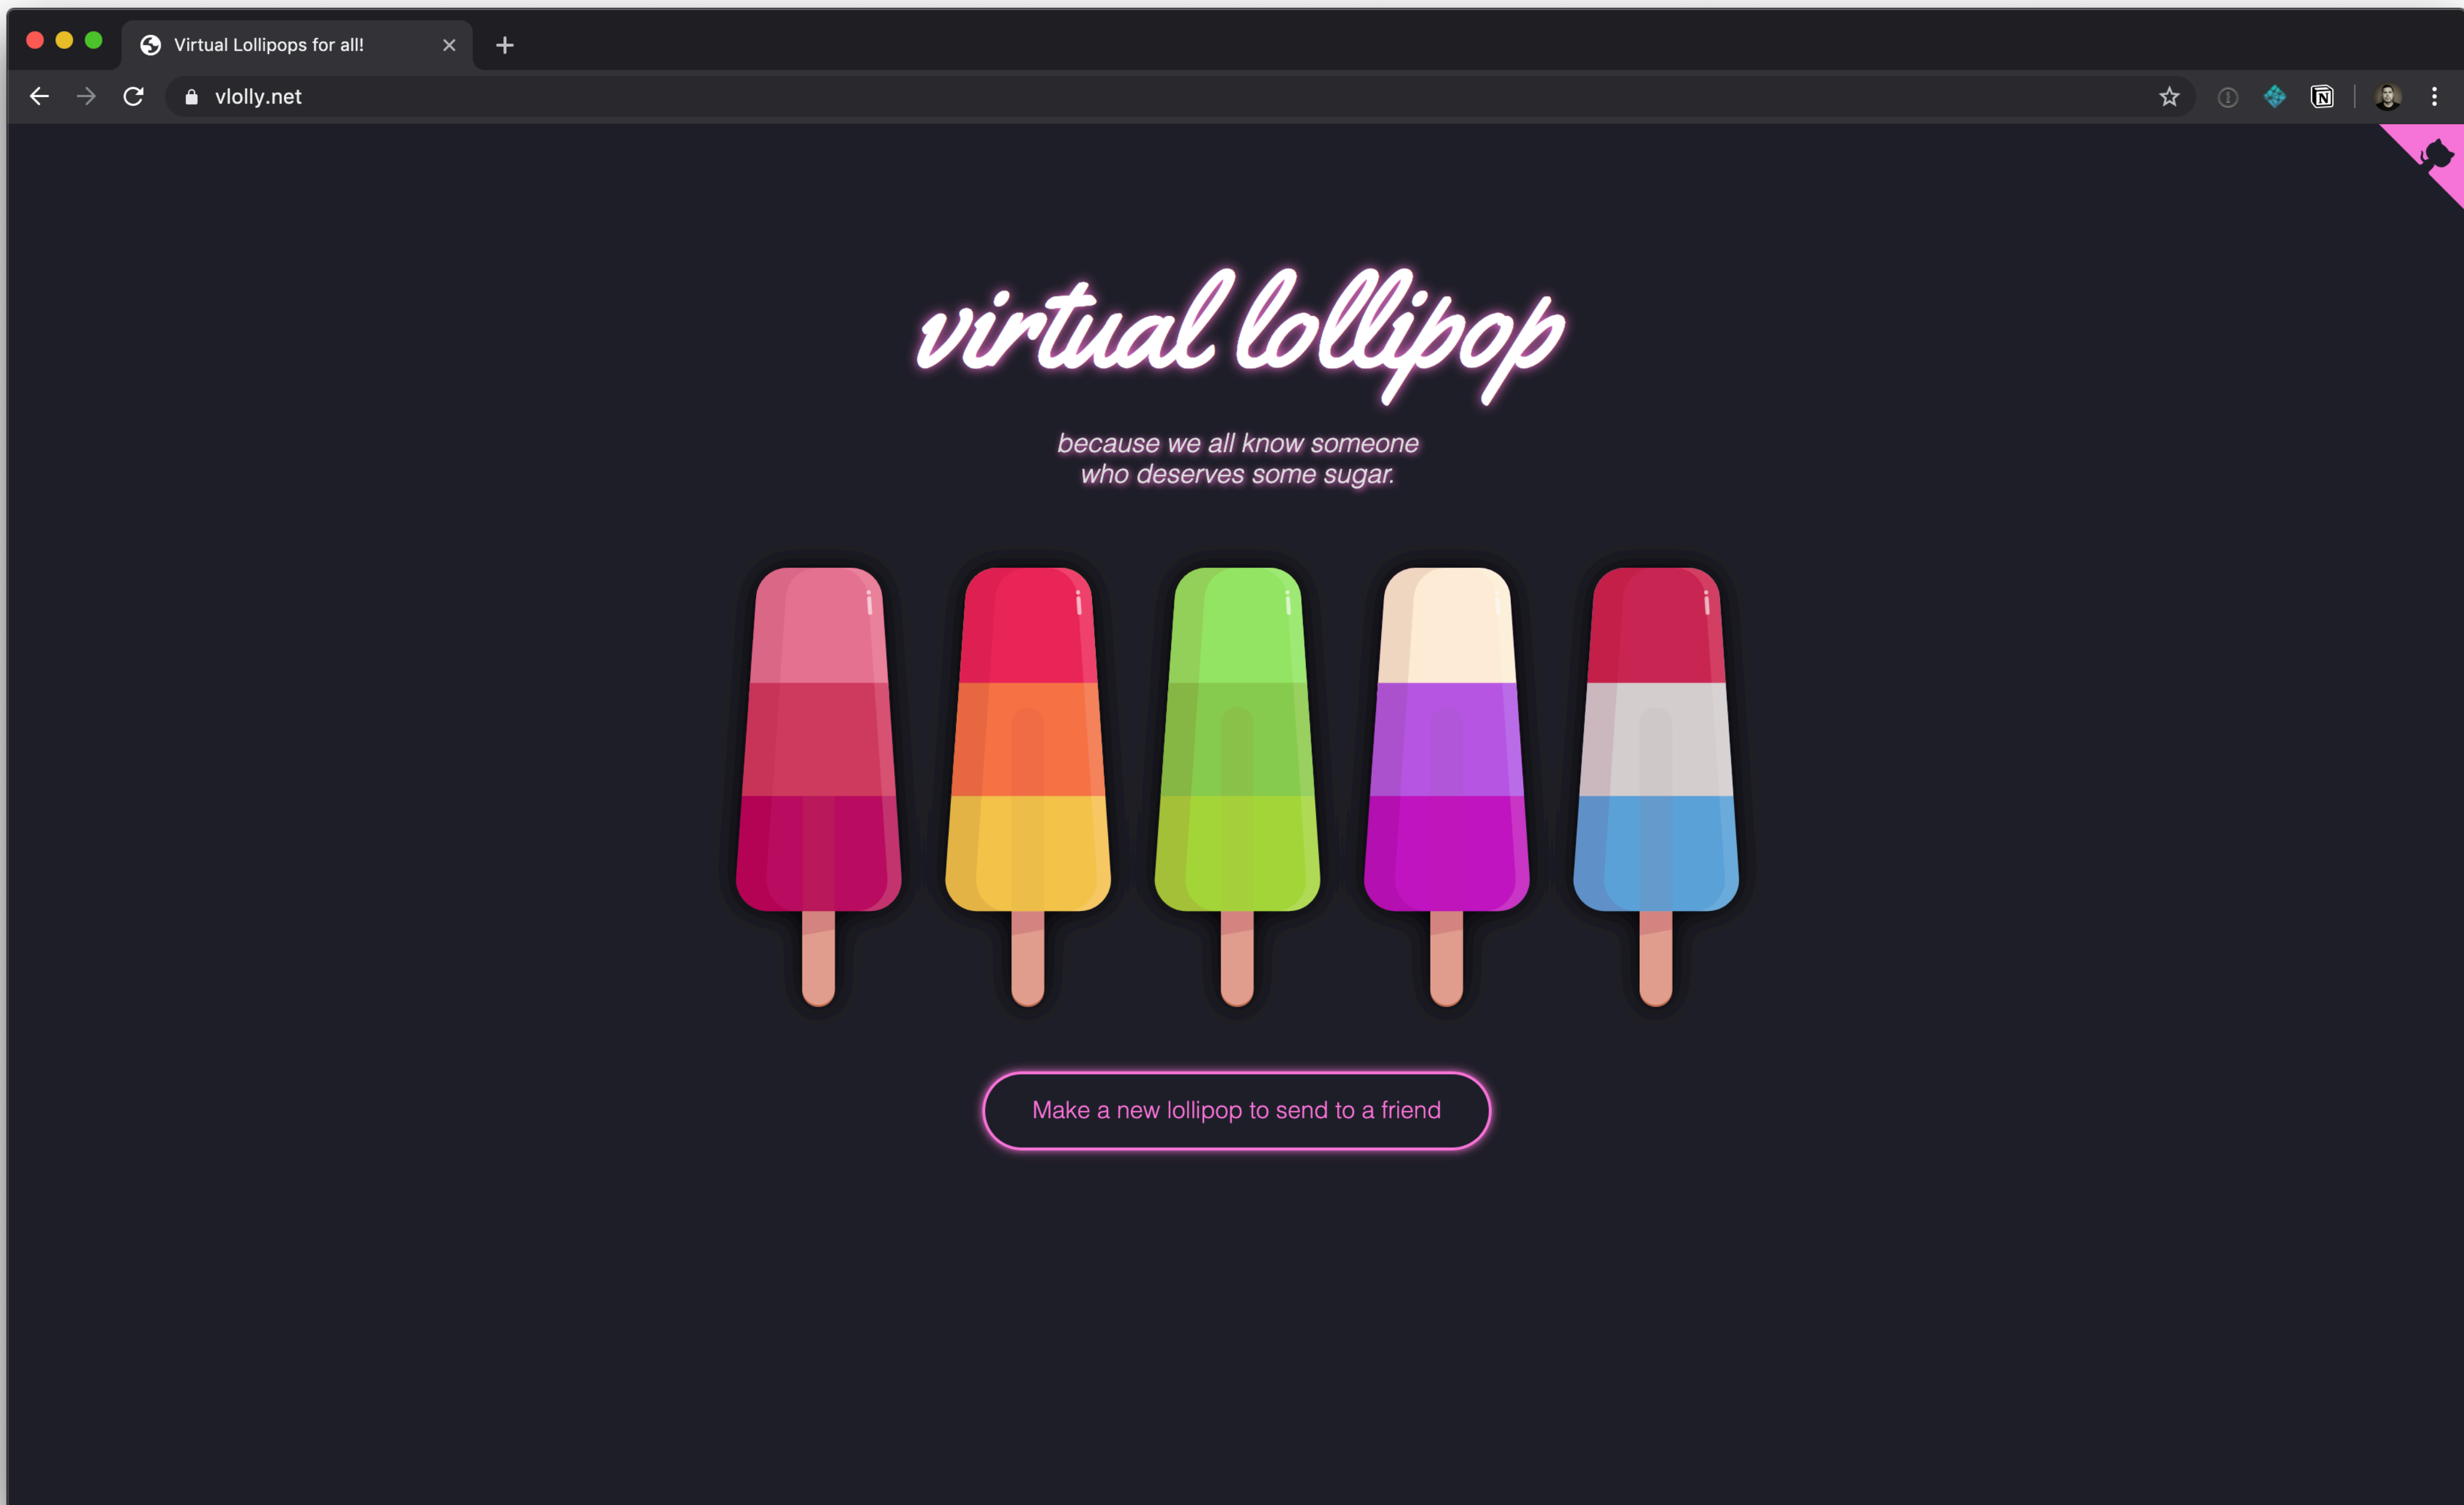 Virtual Lollipops for all!
vlolly.net
virtual lollipop
because we all know someone
who deserves some sugar.
Make a new lollipop to send to a friend